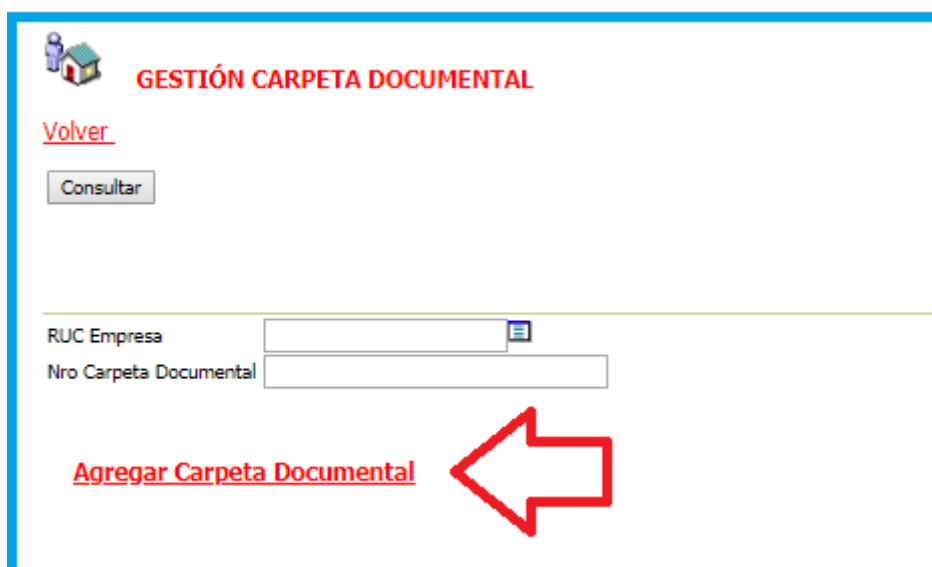 GESTIÓN CARPETA DOCUMENTAL
Volver
Consultar
RUC Empresa
Nro Carpeta Documental
Agregar Carpeta Documental